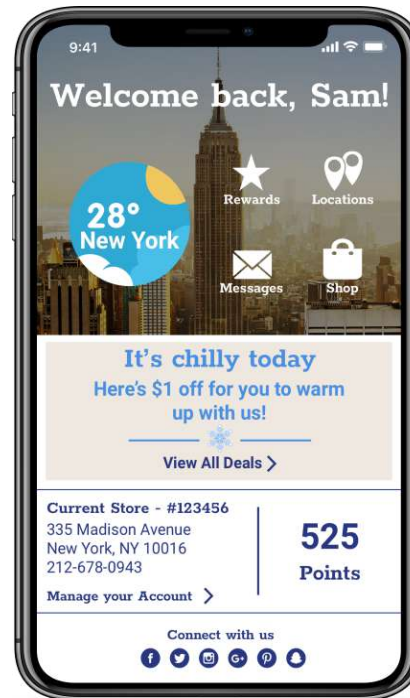 9:41
Welcome back, Sam!
28°
New York
Rewards
Locations
Messages
Shop
It's chilly today
Here's $1 off for you to warm
up with us!
View All Deals
Current Store - #123456
335 Madison Avenue
New York, NY 10016
212-678-0943
Manage your Account
525
Points
Connect with us